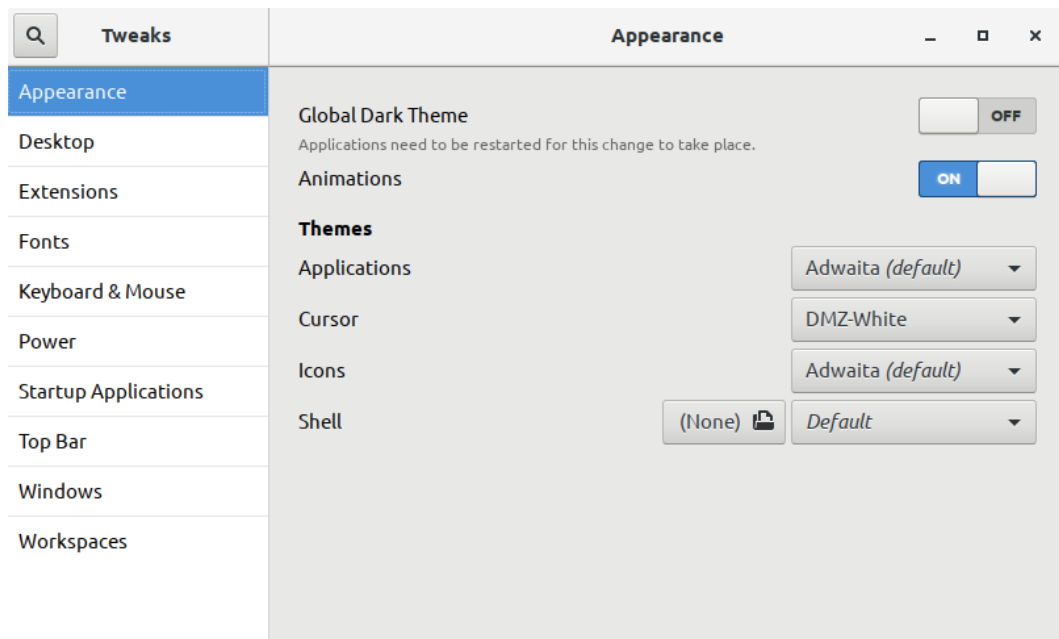 Tweaks
Appearance
Appearance
Desktop
Extensions
Fonts
Keyboard & Mouse
Power
Startup Applications
Top Bar
Windows
Workspaces
Global Dark Theme OFF
Applications need to be restarted for this change to take place.
Animations ON
Themes
Applications Adwaita (default)
Cursor DMZ-White
Icons Adwaita (default)
Shell (None) Default